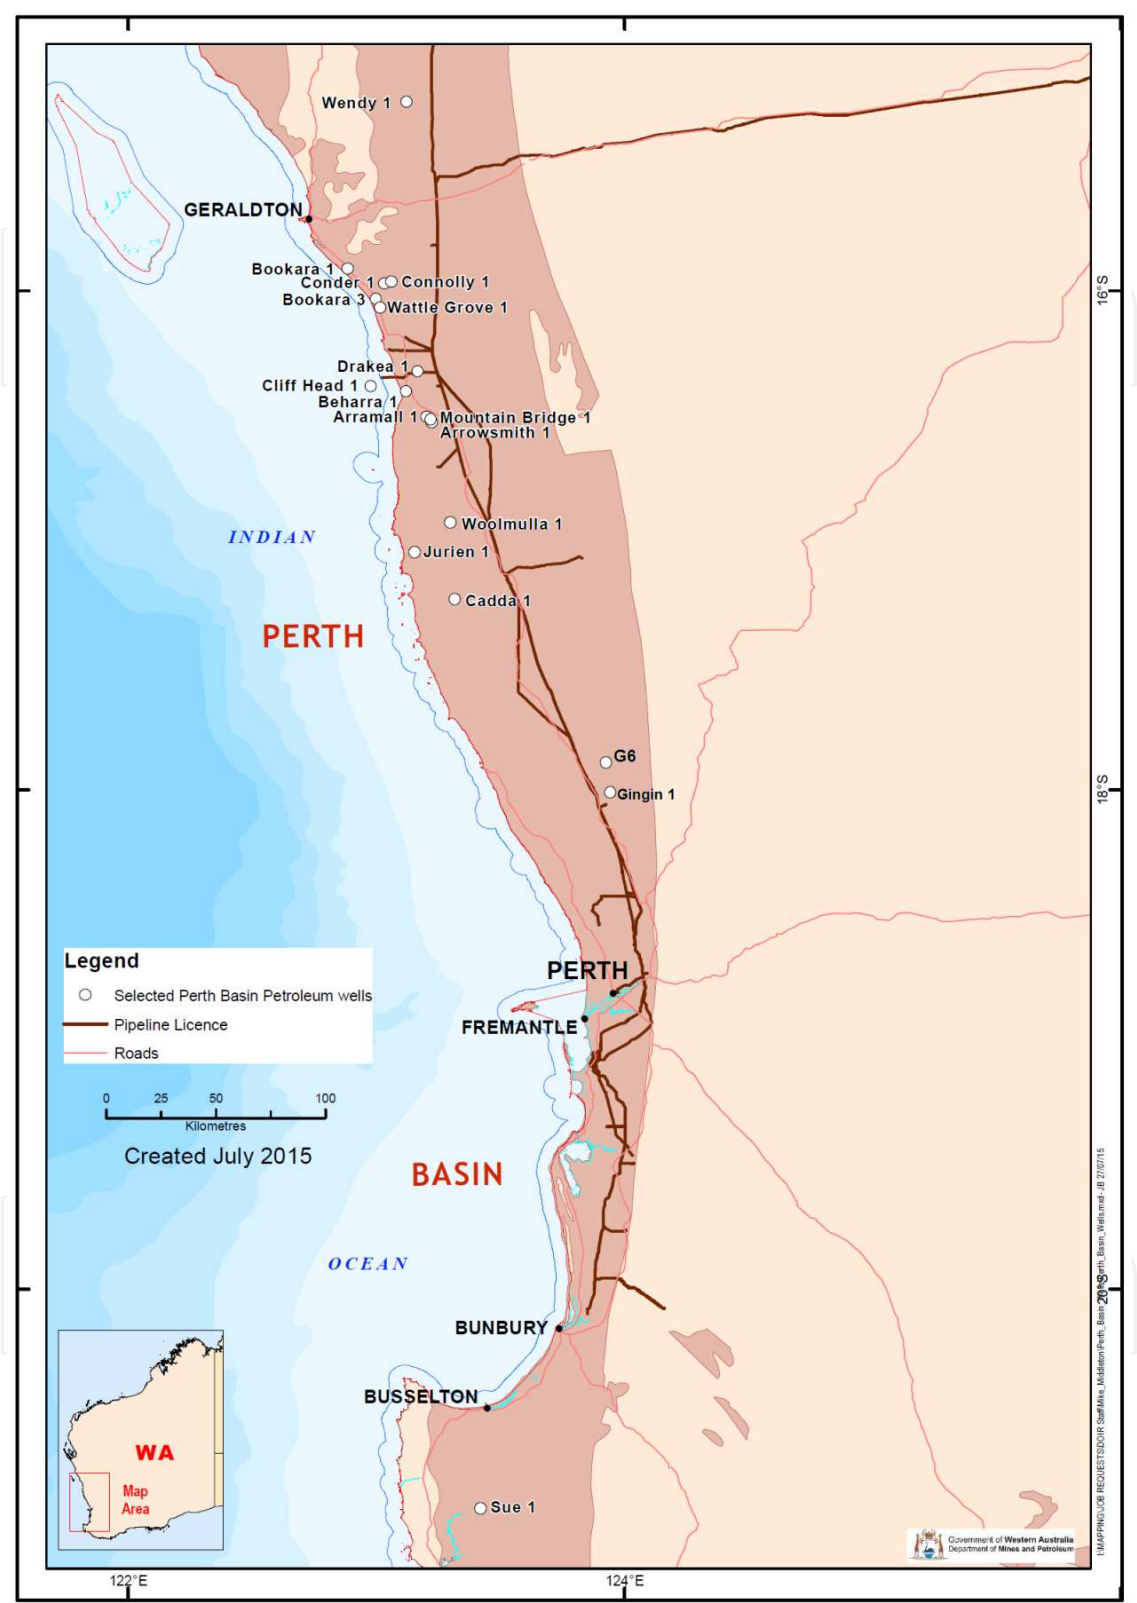 Wendy 1
GERALDTON
Bookara 1
Conder 1
Connolly 1
Bookara 3
Wattle Grove 1
16°S
Drakea 1
Cliff Head 1
Beharra 1
Arramall 1
Mountain Bridge 1
Arrowsmith 1
Woolmulla 1
INDIAN
Jurien 1
Cadda 1
PERTH
G6
Gingin 1
18°S
Legend
Selected Perth Basin Petroleum wells
Pipeline Licence
Roads
PERTH
FREMANTLE
0 25 50 100
Kilometres
Created July 2015
BASIN
OCEAN
20°S
BUNBURY
BUSSELTON
WA
Map
Area
Sue 1
Government of Western Australia
Department of Mines and Petroleum
122°E
124°E